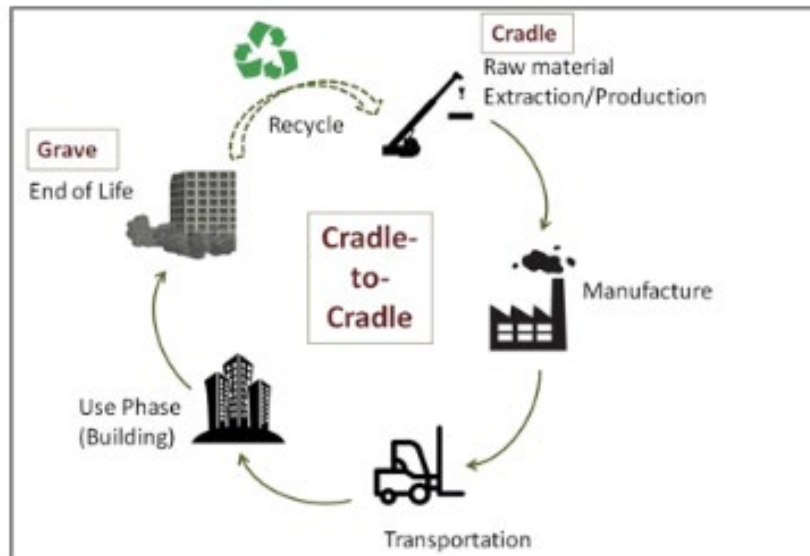 Cradle
Raw material
Extraction/Production
Recycle
Grave
End of Life
Cradle-
to-
Cradle
Manufacture
Use Phase
(Building)
Transportation